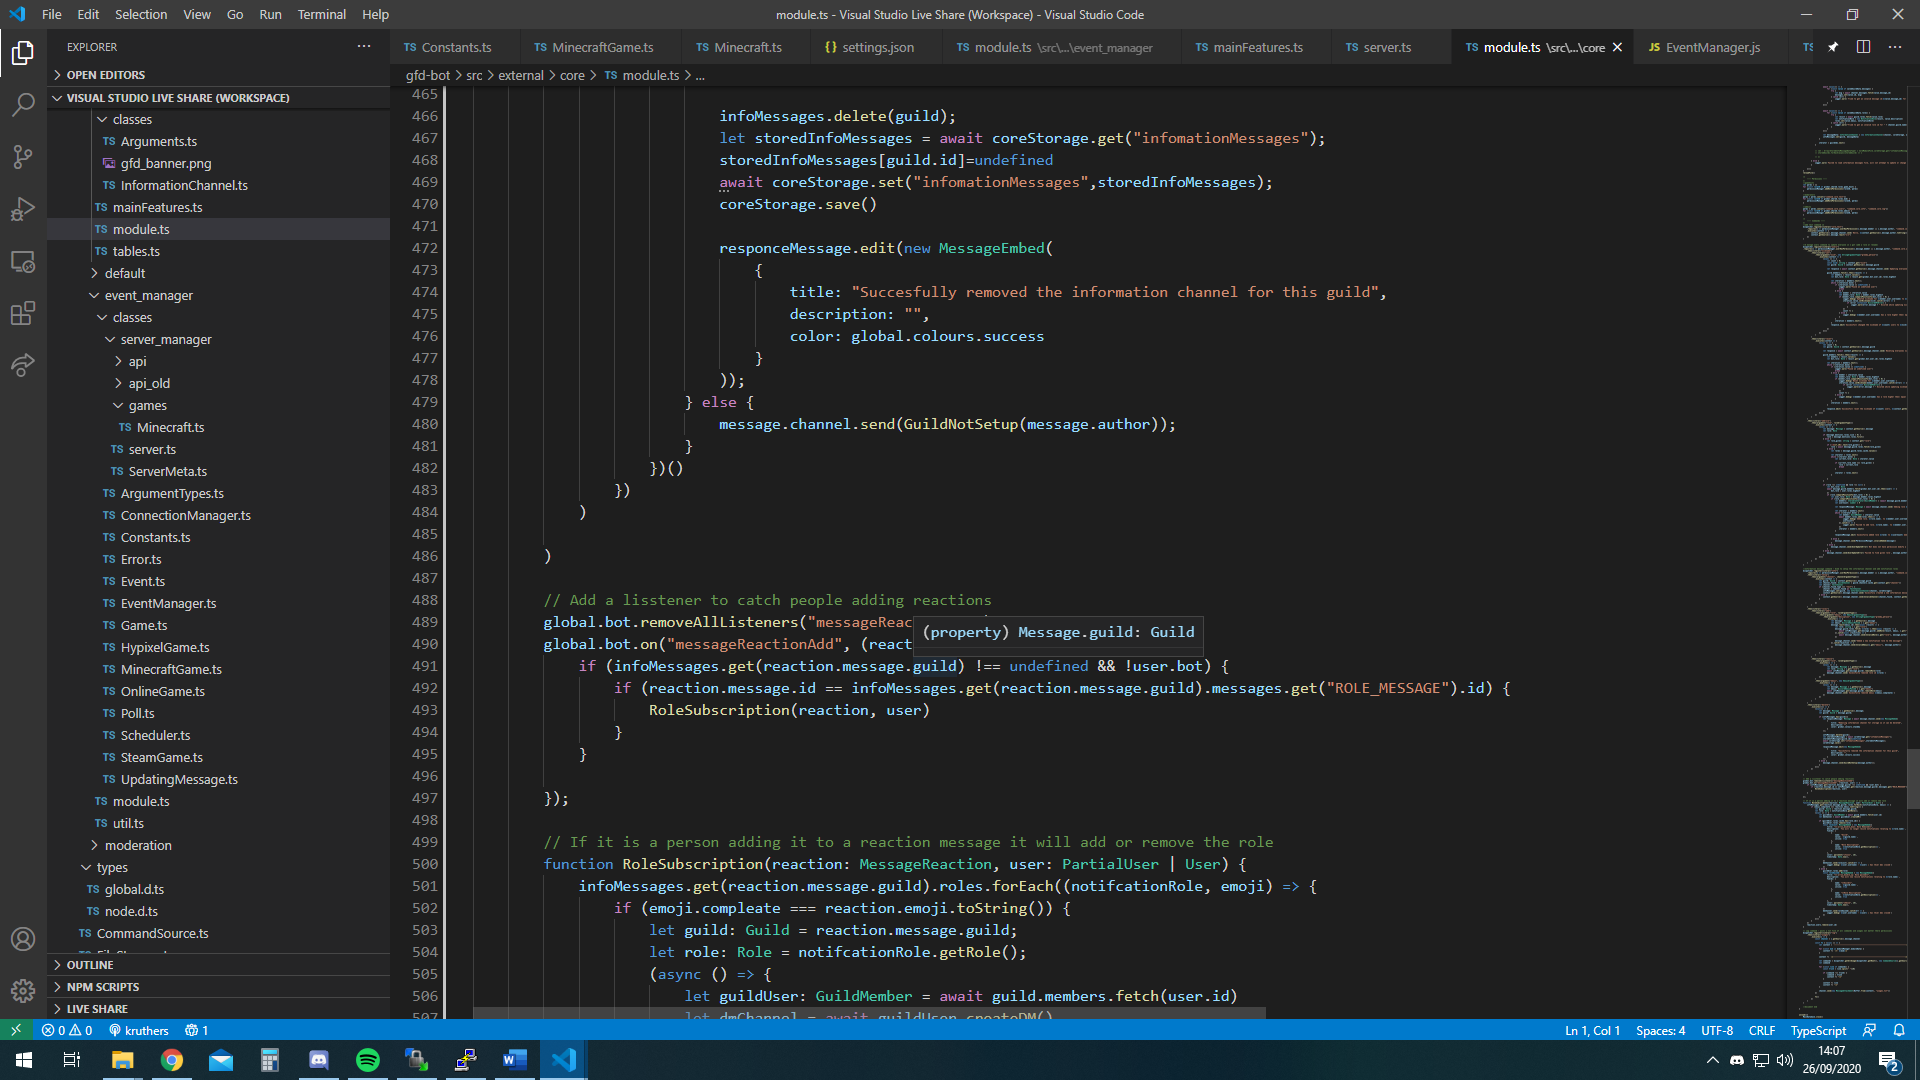 File Edit Selection View Go Run Terminal Help
module.ts - Visual Studio Live Share (Workspace) - Visual Studio Code
EXPLORER
TS Constants.ts
TS MinecraftGame.ts
TS Minecraft.ts
{} settings.json
TS module.ts \src\...\event_manager
TS mainFeatures.ts
TS server.ts
TS module.ts \src\...\core
JS EventManager.js
TS
OPEN EDITORS
VISUAL STUDIO LIVE SHARE (WORKSPACE)
classes
TS Arguments.ts
gfd_banner.png
TS InformationChannel.ts
TS mainFeatures.ts
TS module.ts
TS tables.ts
default
event_manager
classes
server_manager
api
api_old
games
TS Minecraft.ts
TS server.ts
TS ServerMeta.ts
TS ArgumentTypes.ts
TS ConnectionManager.ts
TS Constants.ts
TS Error.ts
TS Event.ts
TS EventManager.ts
TS Game.ts
TS HypixelGame.ts
TS MinecraftGame.ts
TS OnlineGame.ts
TS Poll.ts
TS Scheduler.ts
TS SteamGame.ts
TS UpdatingMessage.ts
TS module.ts
TS util.ts
moderation
types
TS global.d.ts
TS node.d.ts
TS CommandSource.ts
OUTLINE
NPM SCRIPTS
LIVE SHARE
gfd-bot > src > external > core > TS module.ts > ...
465
466 infoMessages.delete(guild);
467 let storedInfoMessages = await coreStorage.get("infomationMessages");
468 storedInfoMessages[guild.id]=undefined
469 await coreStorage.set("infomationMessages",storedInfoMessages);
470 coreStorage.save()
471
472 responceMessage.edit(new MessageEmbed(
473 {
474 title: "Succesfully removed the information channel for this guild",
475 description: "",
476 color: global.colours.success
477 }
478 ));
479 } else {
480 message.channel.send(GuildNotSetup(message.author));
481 }
482 })()
483 })
484 )
485
486 )
487
488 // Add a lisstener to catch people adding reactions
489 global.bot.removeAllListeners("messageReac
490 global.bot.on("messageReactionAdd", (react
(property) Message.guild: Guild
491 if (infoMessages.get(reaction.message.guild) !== undefined && !user.bot) {
492 if (reaction.message.id == infoMessages.get(reaction.message.guild).messages.get("ROLE_MESSAGE").id) {
493 RoleSubscription(reaction, user)
494 }
495 }
496
497 });
498
499 // If it is a person adding it to a reaction message it will add or remove the role
500 function RoleSubscription(reaction: MessageReaction, user: PartialUser | User) {
501 infoMessages.get(reaction.message.guild).roles.forEach((notifcationRole, emoji) => {
502 if (emoji.compleate === reaction.emoji.toString()) {
503 let guild: Guild = reaction.message.guild;
504 let role: Role = notifcationRole.getRole();
505 (async () => {
506 let guildUser: GuildMember = await guild.members.fetch(user.id)
507 let dmChannel = await guildUser.createDM()
0 0 kruthers 1
Ln 1, Col 1 Spaces: 4 UTF-8 CRLF TypeScript
14:07
26/09/2020
2